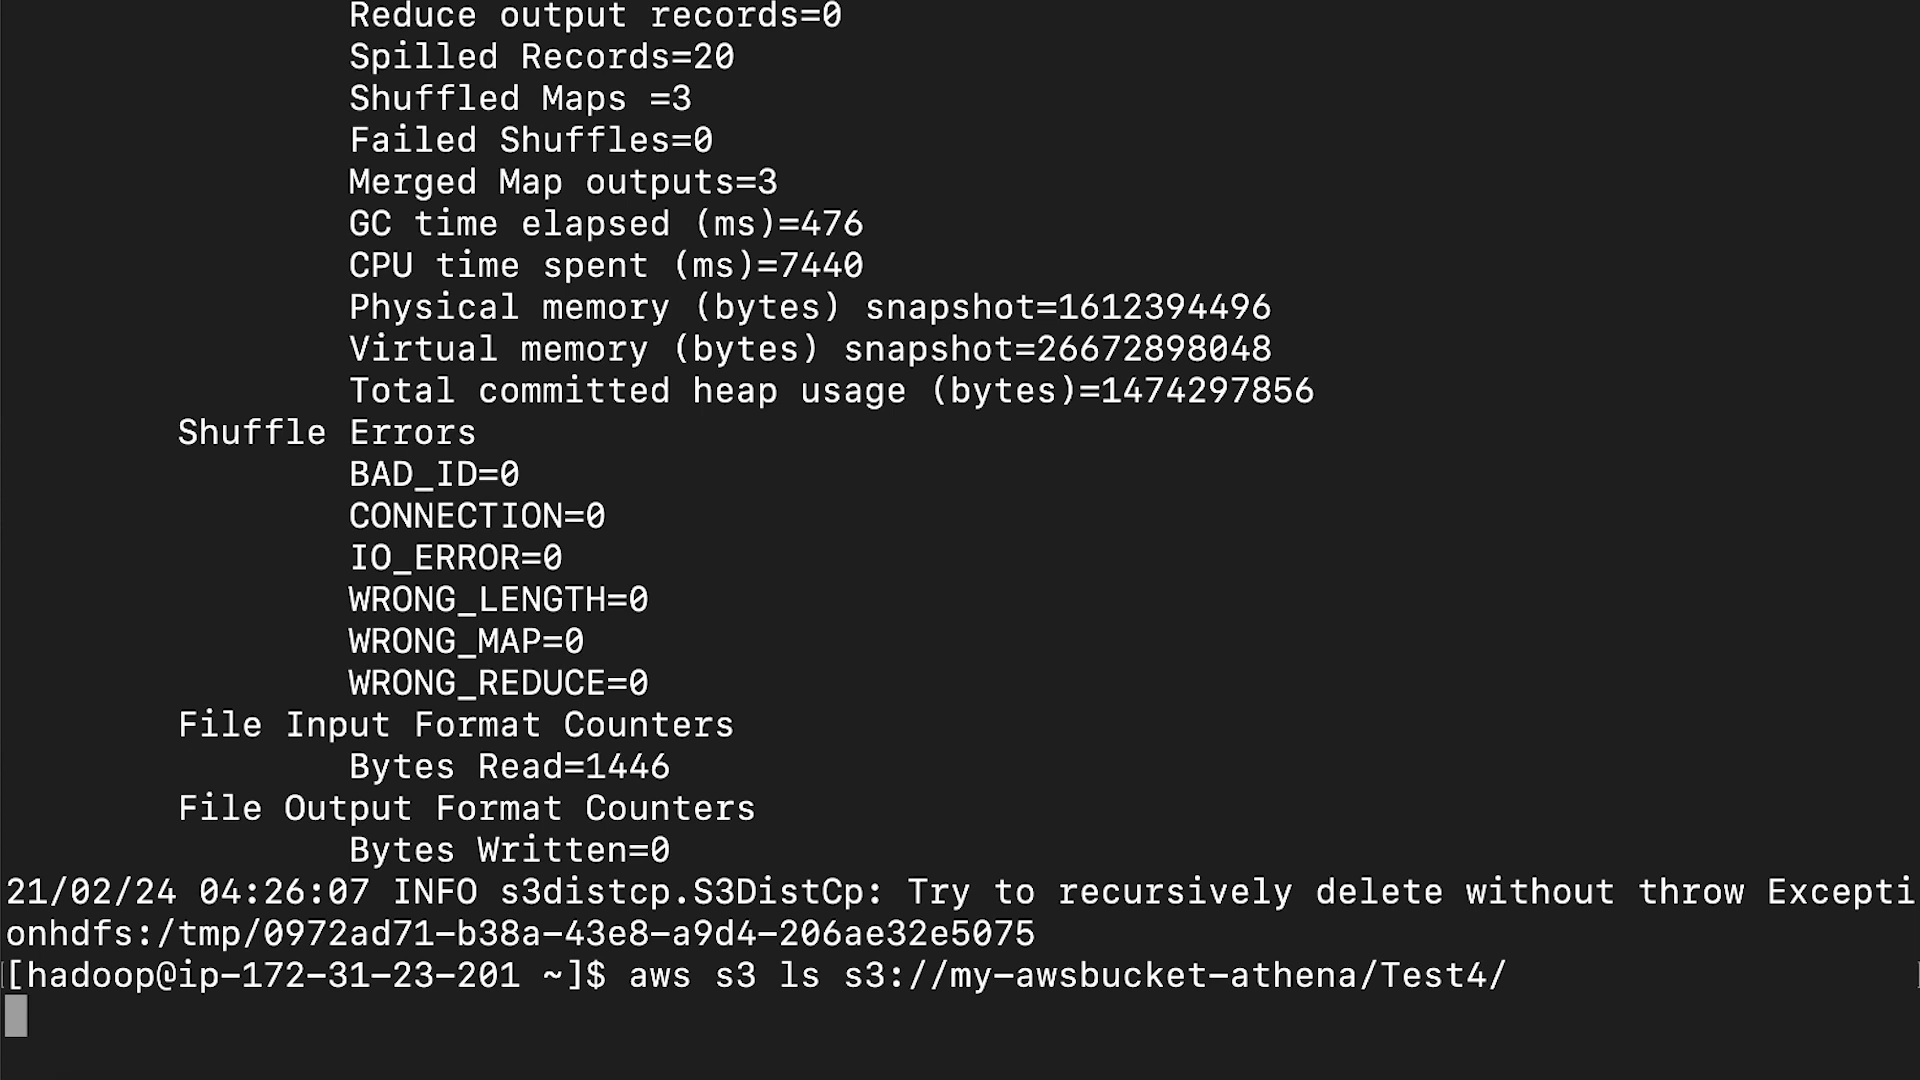 Reduce output records=0
Spilled Records=20
Shuffled Maps =3
Failed Shuffles=0
Merged Map outputs=3
GC time elapsed (ms)=476
CPU time spent (ms)=7440
Physical memory (bytes) snapshot=1612394496
Virtual memory (bytes) snapshot=26672898048
Total committed heap usage (bytes)=1474297856
Shuffle Errors
BAD_ID=0
CONNECTION=0
IO_ERROR=0
WRONG_LENGTH=0
WRONG_MAP=0
WRONG_REDUCE=0
File Input Format Counters
Bytes Read=1446
File Output Format Counters
Bytes Written=0
21/02/24 04:26:07 INFO s3distcp.S3DistCp: Try to recursively delete without throw Excepti
onhdfs:/tmp/0972ad71-b38a-43e8-a9d4-206ae32e5075
[hadoop@ip-172-31-23-201 ~]$ aws s3 ls s3://my-awsbucket-athena/Test4/